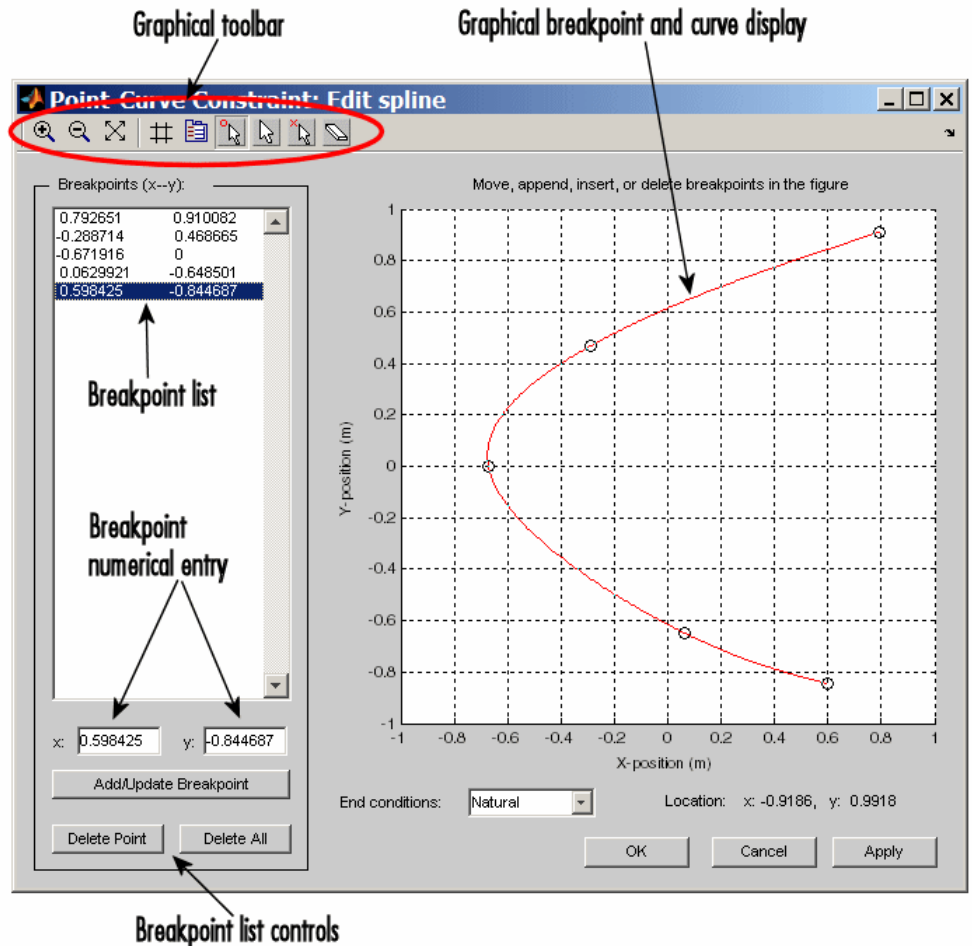 Graphical toolbar
Graphical breakpoint and curve display
Point-Curve Constraint: Edit spline
Breakpoints (x--y):
0.792651 0.910082
-0.288714 0.468665
-0.671916 0
0.0629921 -0.648501
0.598425 -0.844687
Breakpoint list
Breakpoint
numerical entry
x: 0.598425 y: -0.844687
Add/Update Breakpoint
Delete Point Delete All
Breakpoint list controls
Move, append, insert, or delete breakpoints in the figure
1
0.8
0.6
0.4
0.2
0
-0.2
-0.4
-0.6
-0.8
-1
Y-position (m)
-1 -0.8 -0.6 -0.4 -0.2 0 0.2 0.4 0.6 0.8 1
X-position (m)
End conditions: Natural
Location: x: -0.9186, y: 0.9918
OK Cancel Apply